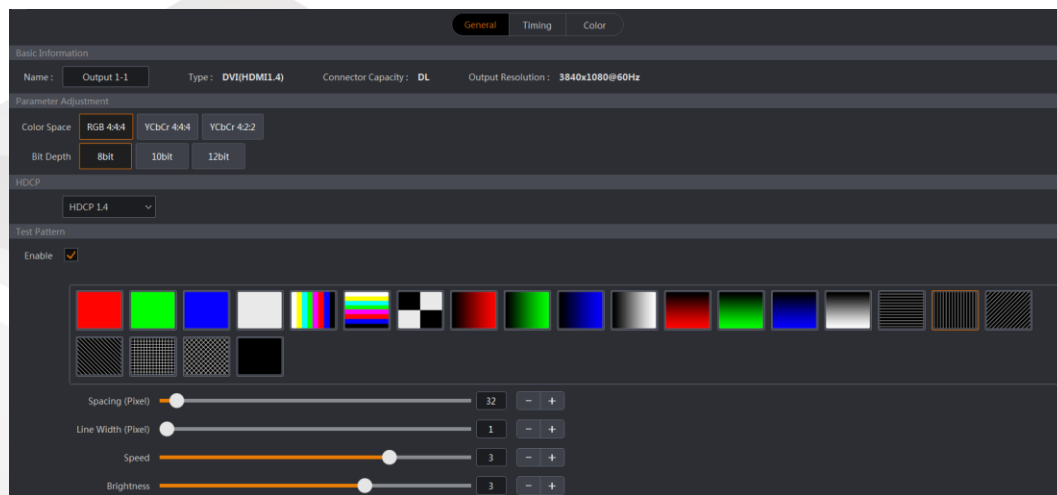 General Timing Color
Basic Information
Name : Output 1-1 Type : DVI(HDMI1.4) Connector Capacity : DL Output Resolution : 3840x1080@60Hz
Parameter Adjustment
Color Space RGB 4:4:4 YCbCr 4:4:4 YCbCr 4:2:2
Bit Depth 8bit 10bit 12bit
HDCP
HDCP 1.4
Test Pattern
Enable
Spacing (Pixel) 32 - +
Line Width (Pixel) 1 - +
Speed 3 - +
Brightness 3 - +